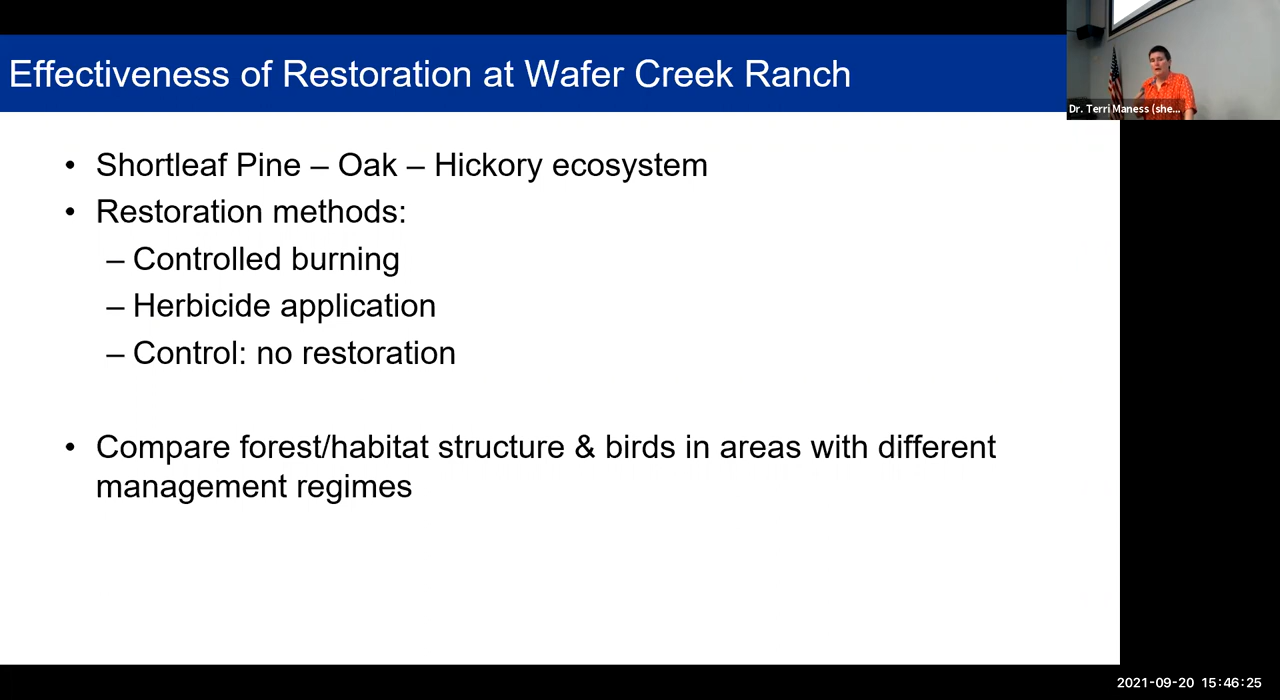 Effectiveness of Restoration at Wafer Creek Ranch
Dr. Terri Maness (she...
• Shortleaf Pine – Oak – Hickory ecosystem
• Restoration methods:
– Controlled burning
– Herbicide application
– Control: no restoration
• Compare forest/habitat structure & birds in areas with different
management regimes
2021-09-20 15:46:25